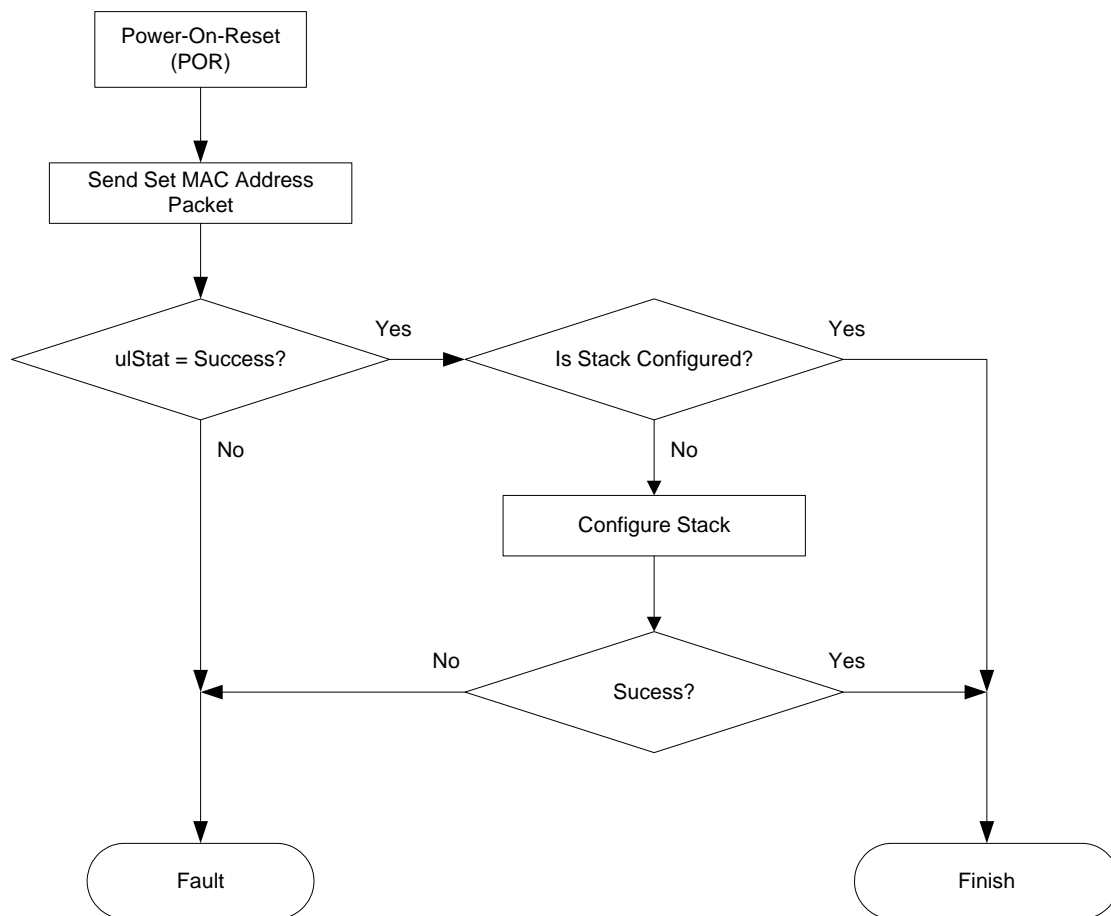 Power-On-Reset
(POR)
Send Set MAC Address
Packet
Yes
Yes
ulStat = Success?
Is Stack Configured?
No
No
Configure Stack
No
Yes
Sucess?
Fault
Finish